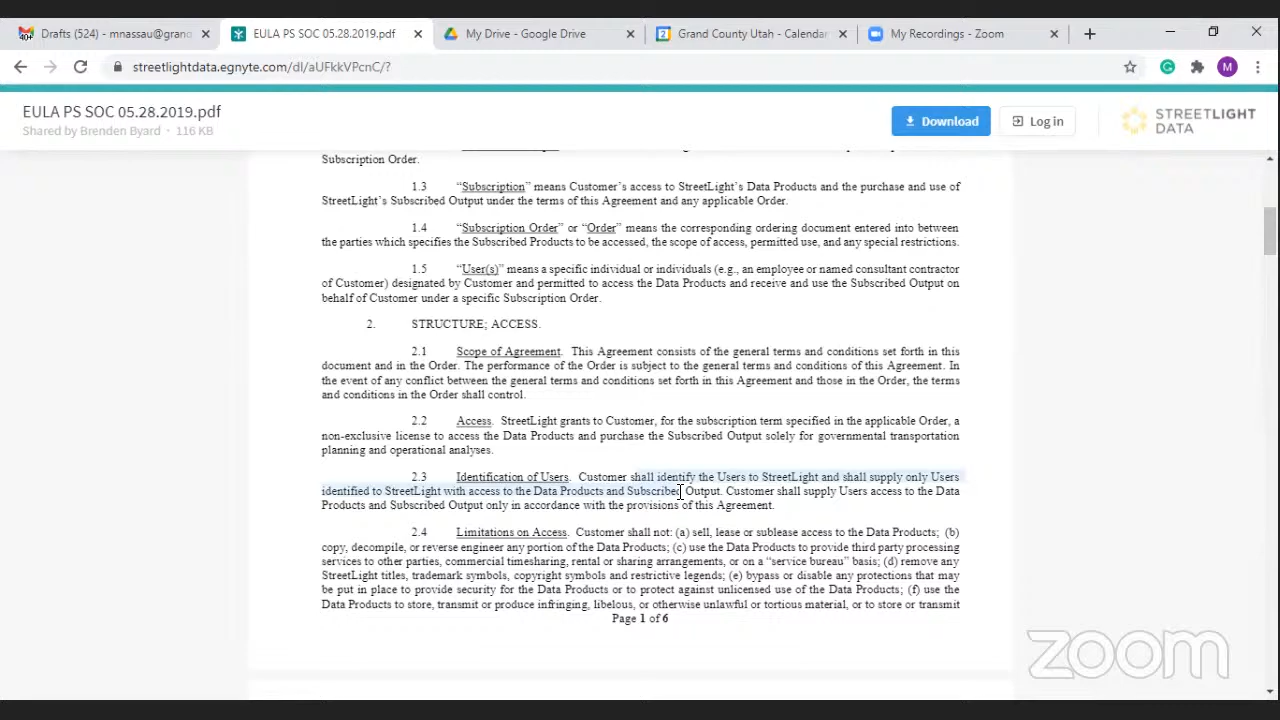 Drafts (524) - mnassau@grand
EULA PS SOC 05.28.2019.pdf
My Drive - Google Drive
Grand County Utah - Calendar
My Recordings - Zoom
streetlightdata.egnyte.com/dl/aUFkkVPcnC/?
M
EULA PS SOC 05.28.2019.pdf
Shared by Brenden Byard · 116 KB
Download
Log in
STREETLIGHT
DATA
Subscription Order.
1.3 “Subscription” means Customer’s access to StreetLight’s Data Products and the purchase and use of
StreetLight’s Subscribed Output under the terms of this Agreement and any applicable Order.
1.4 “Subscription Order” or “Order” means the corresponding ordering document entered into between
the parties which specifies the Subscribed Products to be accessed, the scope of access, permitted use, and any special restrictions.
1.5 “User(s)” means a specific individual or individuals (e.g., an employee or named consultant contractor
of Customer) designated by Customer and permitted to access the Data Products and receive and use the Subscribed Output on
behalf of Customer under a specific Subscription Order.
2. STRUCTURE; ACCESS.
2.1 Scope of Agreement. This Agreement consists of the general terms and conditions set forth in this
document and in the Order. The performance of the Order is subject to the general terms and conditions of this Agreement. In
the event of any conflict between the general terms and conditions set forth in this Agreement and those in the Order, the terms
and conditions in the Order shall control.
2.2 Access. StreetLight grants to Customer, for the subscription term specified in the applicable Order, a
non-exclusive license to access the Data Products and purchase the Subscribed Output solely for governmental transportation
planning and operational analyses.
2.3 Identification of Users. Customer shall identify the Users to StreetLight and shall supply only Users
identified to StreetLight with access to the Data Products and Subscribed Output. Customer shall supply Users access to the Data
Products and Subscribed Output only in accordance with the provisions of this Agreement.
2.4 Limitations on Access. Customer shall not: (a) sell, lease or sublease access to the Data Products; (b)
copy, decompile, or reverse engineer any portion of the Data Products; (c) use the Data Products to provide third party processing
services to other parties, commercial timesharing, rental or sharing arrangements, or on a “service bureau” basis; (d) remove any
StreetLight titles, trademark symbols, copyright symbols and restrictive legends; (e) bypass or disable any protections that may
be put in place to provide security for the Data Products or to protect against unlicensed use of the Data Products; (f) use the
Data Products to store, transmit or produce infringing, libelous, or otherwise unlawful or tortious material, or to store or transmit
Page 1 of 6
zoom